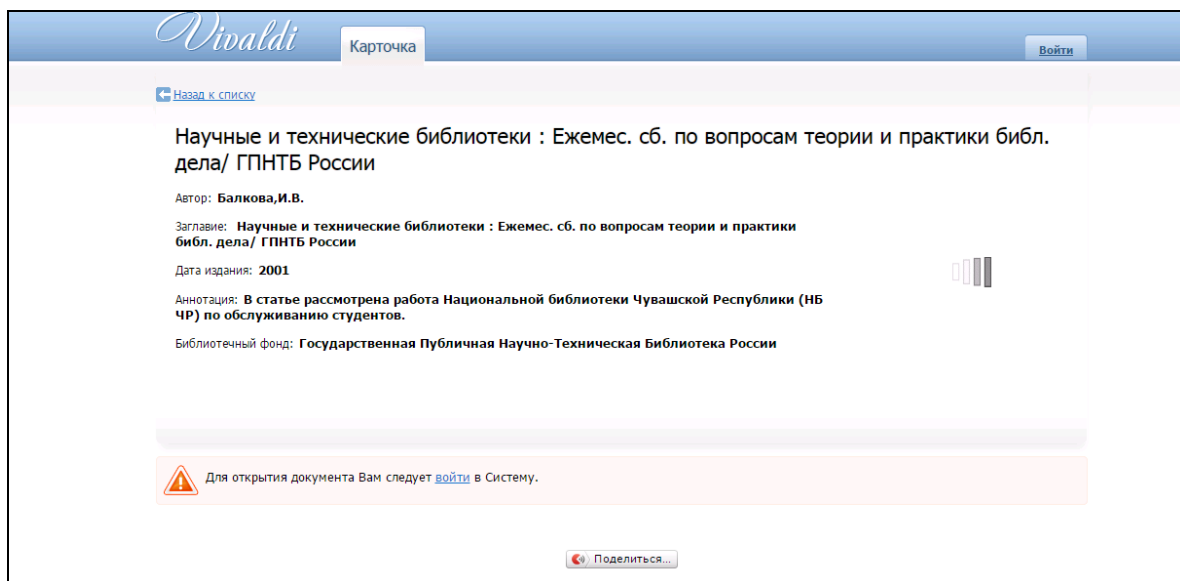 Vivaldi
Карточка
Войти
Назад к списку
Научные и технические библиотеки : Ежемес. сб. по вопросам теории и практики библ.
дела/ ГПНТБ России
Автор: Балкова,И.В.
Заглавие: Научные и технические библиотеки : Ежемес. сб. по вопросам теории и практики
библ. дела/ ГПНТБ России
Дата издания: 2001
Аннотация: В статье рассмотрена работа Национальной библиотеки Чувашской Республики (НБ
ЧР) по обслуживанию студентов.
Библиотечный фонд: Государственная Публичная Научно-Техническая Библиотека России
Для открытия документа Вам следует войти в Систему.
Поделиться...